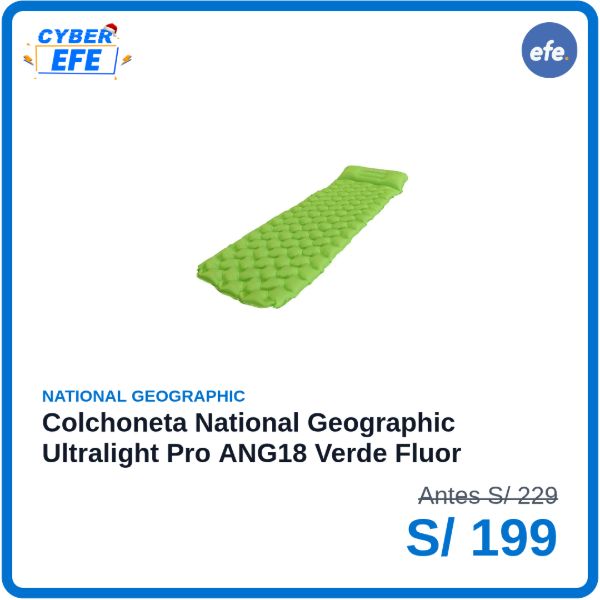 CYBER
EFE
efe.
NATIONAL GEOGRAPHIC
Colchoneta National Geographic
Ultralight Pro ANG18 Verde Fluor
Antes S/ 229
S/ 199